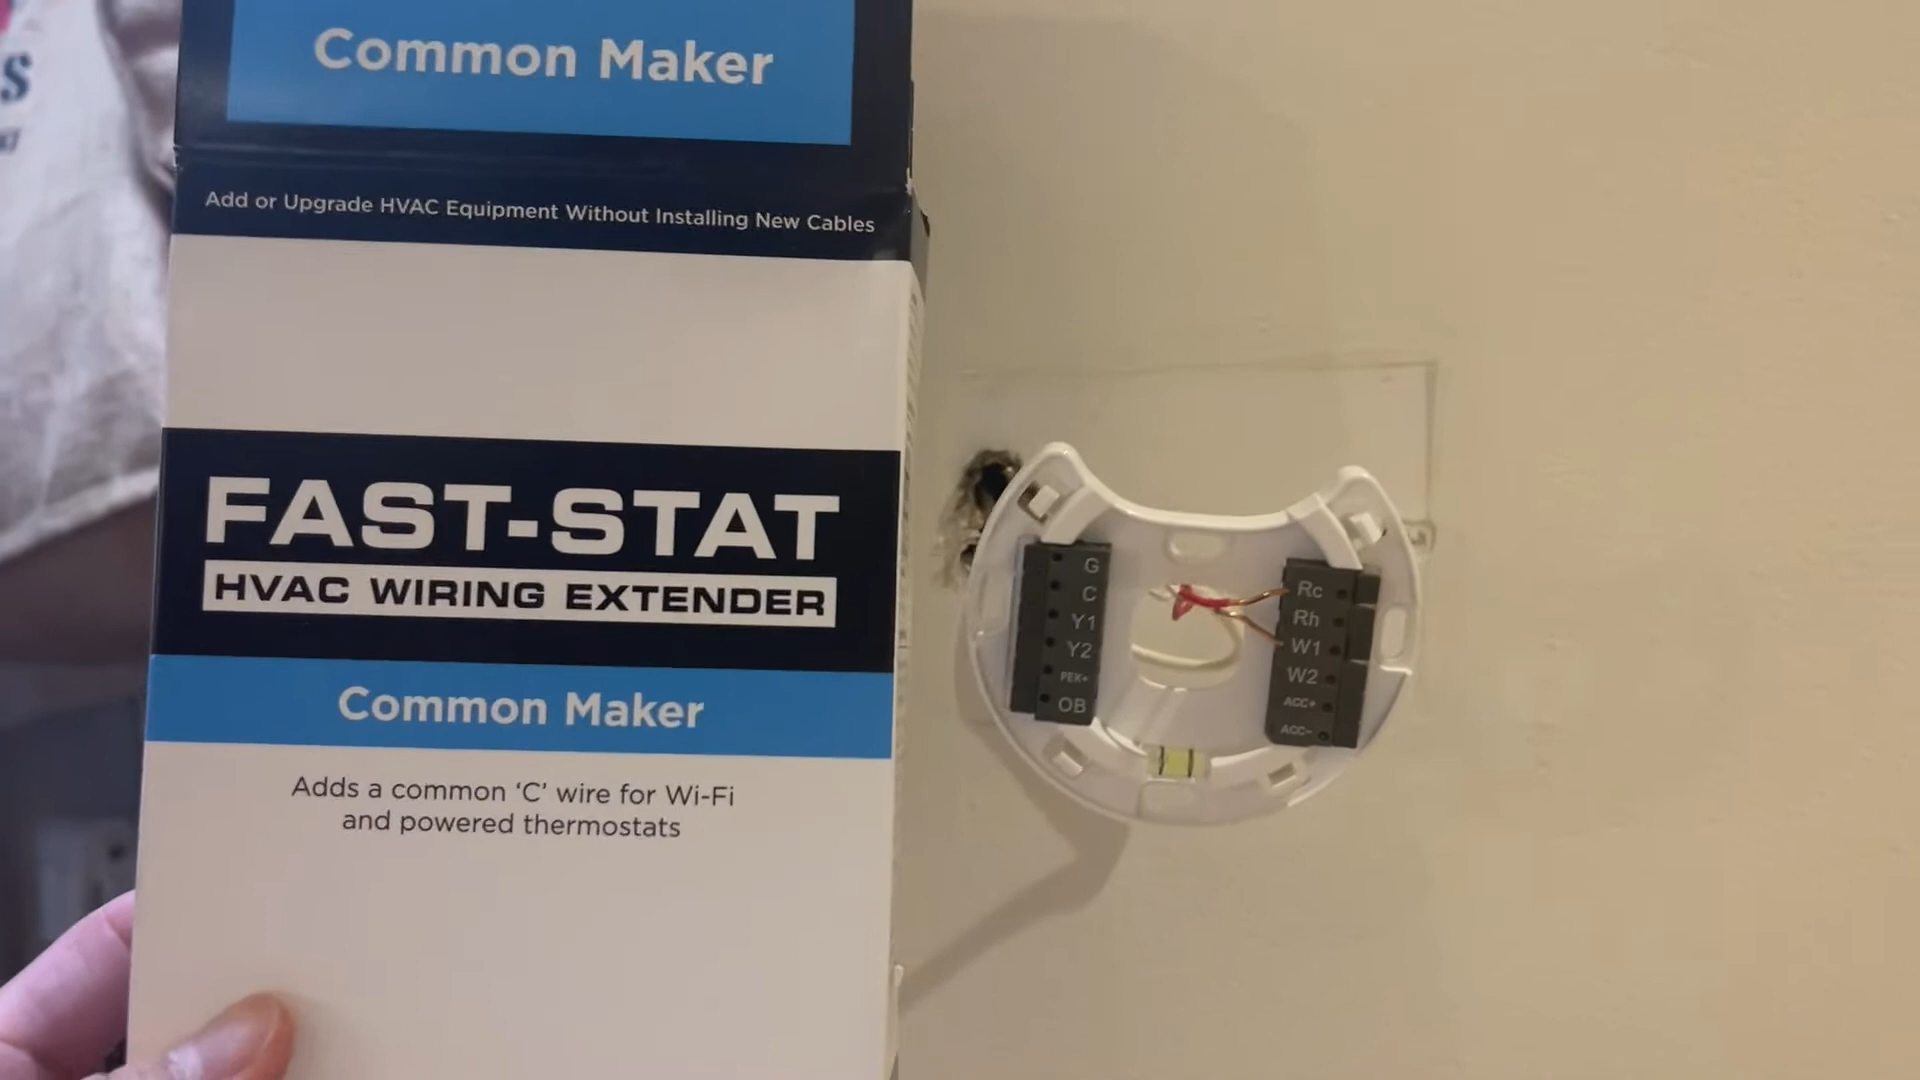 Common Maker
Add or Upgrade HVAC Equipment Without Installing New Cables
FAST-STAT
HVAC WIRING EXTENDER
Common Maker
Adds a common ‘C’ wire for Wi-Fi
and powered thermostats
G
C
Y1
Y2
PEK+
OB
Rc
Rh
W1
W2
ACC+
ACC-
S